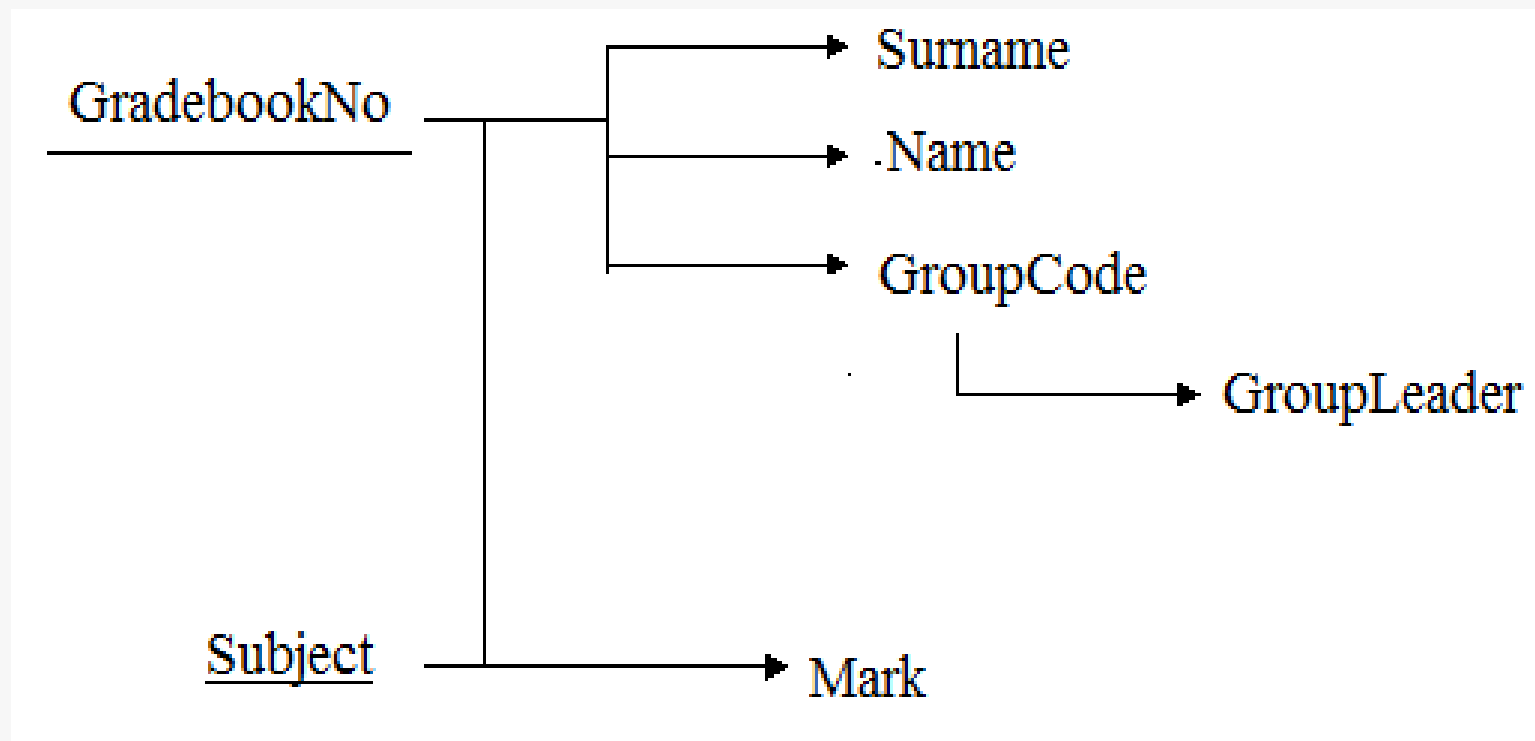 Surname
GradebookNo
.Name
GroupCode
GroupLeader
Subject
Mark